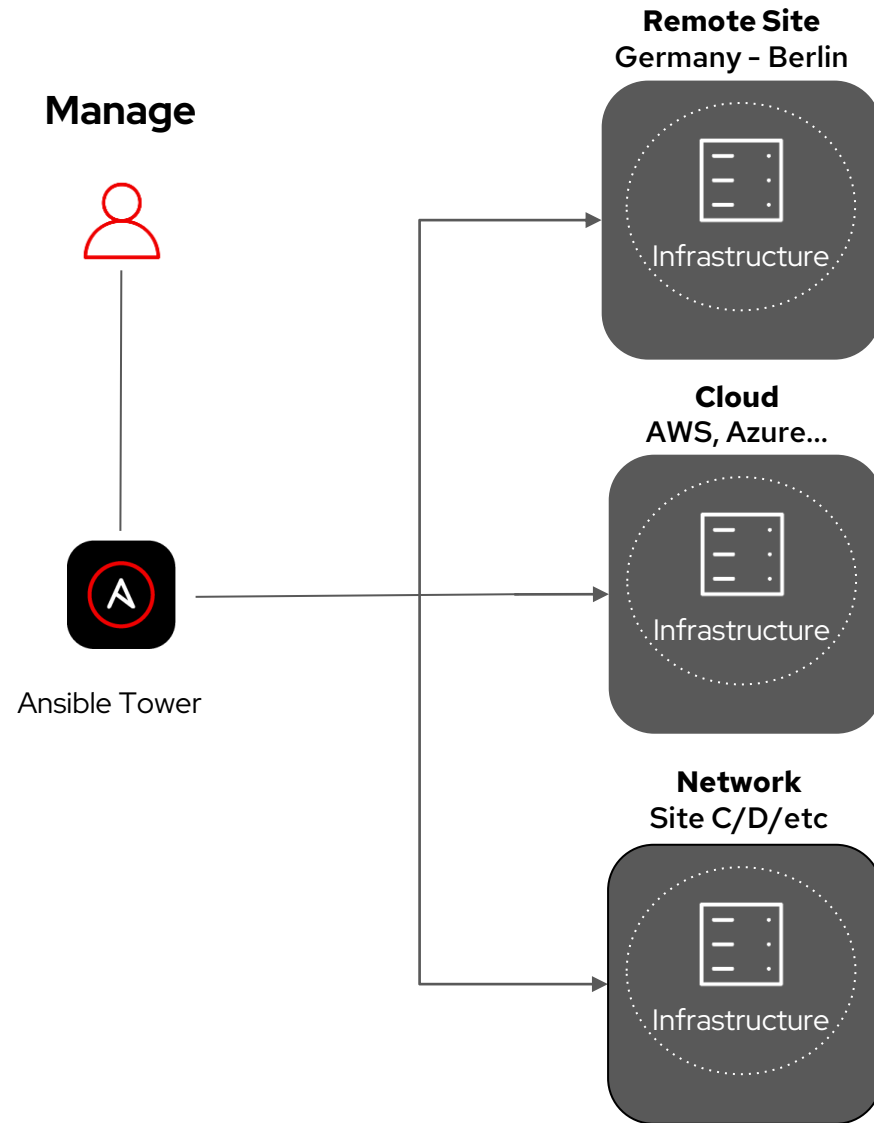 Manage
Ansible Tower
Remote Site
Germany - Berlin
Infrastructure
Cloud
AWS, Azure...
Infrastructure
Network
Site C/D/etc
Infrastructure